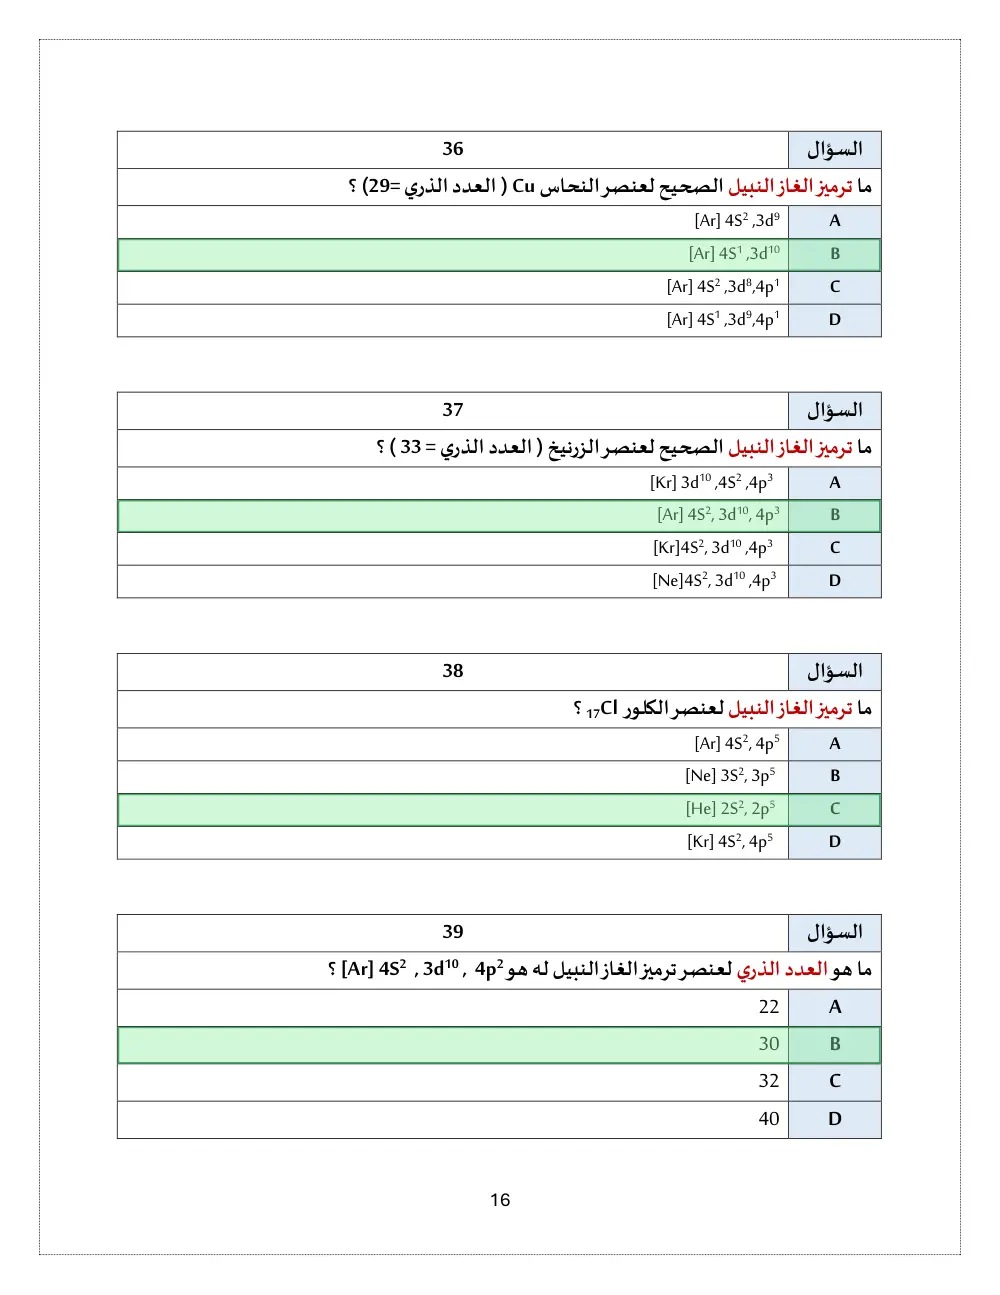 السؤال 36
ما ترميز الغاز النبيل الصحيح لعنصر النحاس Cu ( العدد الذري =29) ؟
A [Ar] 4S² ,3d⁹
B [Ar] 4S¹ ,3d¹⁰
C [Ar] 4S² ,3d⁸,4p¹
D [Ar] 4S¹ ,3d⁹,4p¹
السؤال 37
ما ترميز الغاز النبيل الصحيح لعنصر الزرنيخ ( العدد الذري = 33 ) ؟
A [Kr] 3d¹⁰ ,4S² ,4p³
B [Ar] 4S², 3d¹⁰, 4p³
C [Kr]4S², 3d¹⁰ ,4p³
D [Ne]4S², 3d¹⁰ ,4p³
السؤال 38
ما ترميز الغاز النبيل لعنصر الكلور ₁₇Cl ؟
A [Ar] 4S², 4p⁵
B [Ne] 3S², 3p⁵
C [He] 2S², 2p⁵
D [Kr] 4S², 4p⁵
السؤال 39
ما هو العدد الذري لعنصر ترميز الغاز النبيل له هو [Ar] 4S² , 3d¹⁰ , 4p² ؟
A 22
B 30
C 32
D 40
16